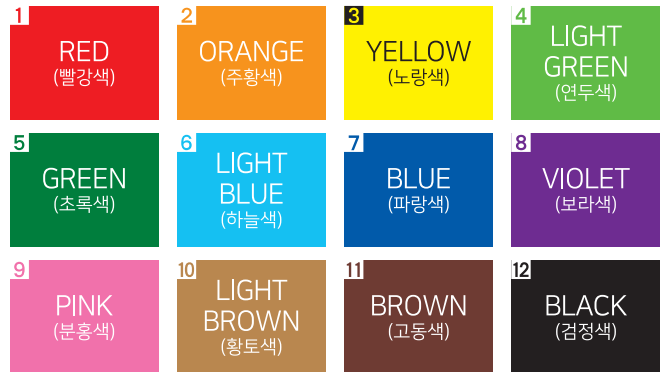 1
RED
(빨강색)
2
ORANGE
(주황색)
3
YELLOW
(노랑색)
4
LIGHT
GREEN
(연두색)
5
GREEN
(초록색)
6
LIGHT
BLUE
(하늘색)
7
BLUE
(파랑색)
8
VIOLET
(보라색)
9
PINK
(분홍색)
10
LIGHT
BROWN
(황토색)
11
BROWN
(고동색)
12
BLACK
(검정색)